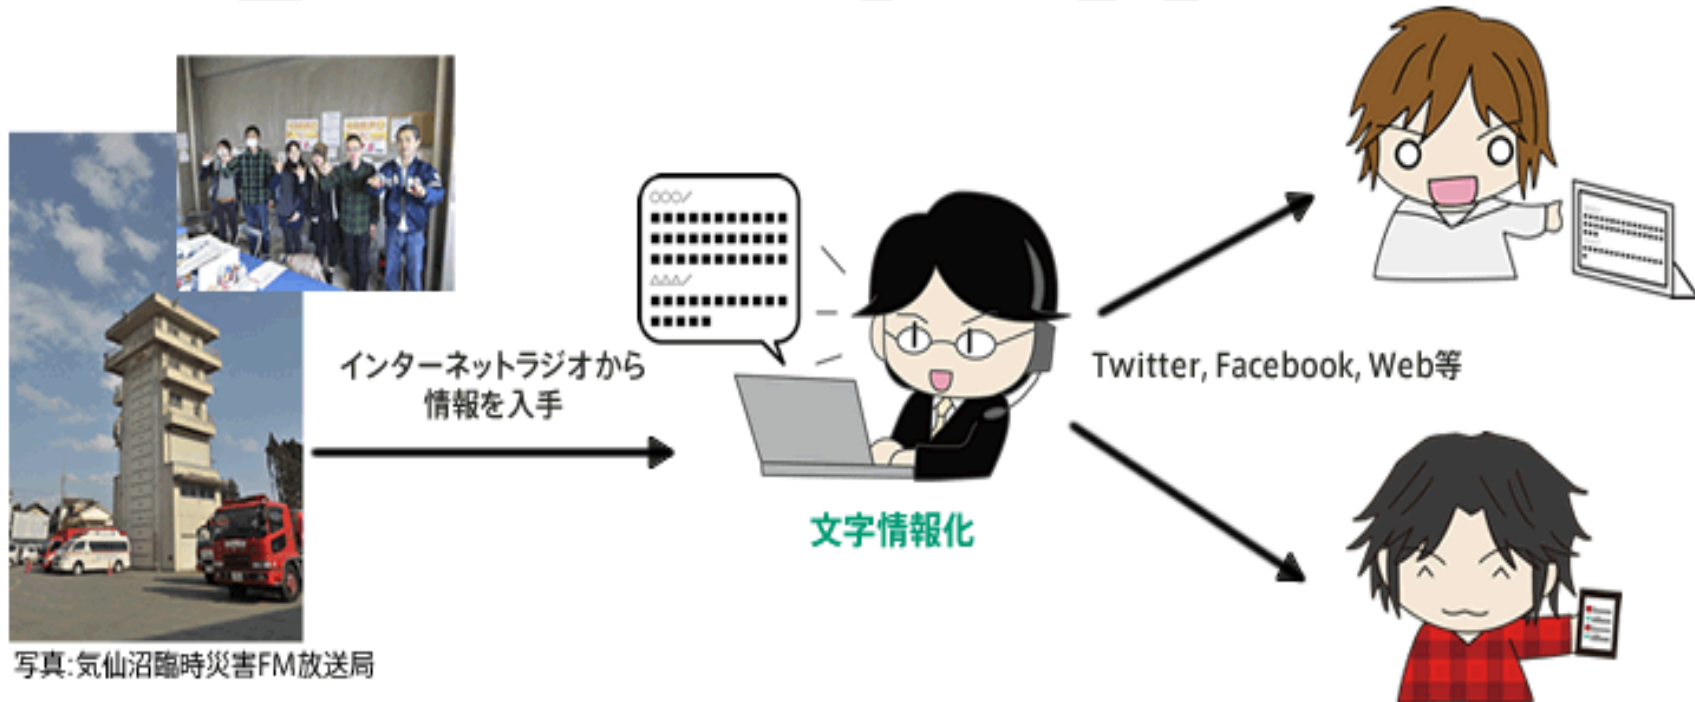 インターネットラジオから
情報を入手
○○○／
△△△／
文字情報化
Twitter, Facebook, Web等
写真:気仙沼臨時災害FM放送局